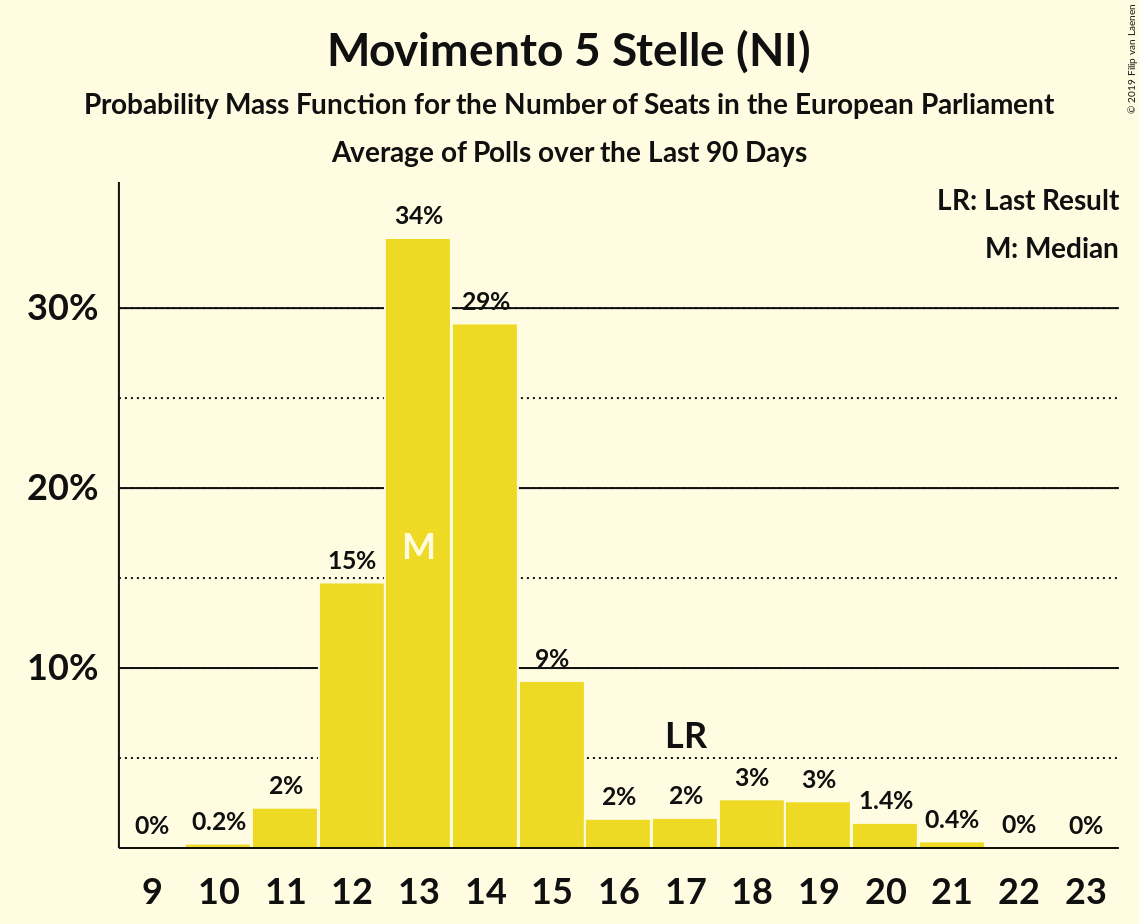 Movimento 5 Stelle (NI)
Probability Mass Function for the Number of Seats in the European Parliament
Average of Polls over the Last 90 Days
© 2019 Filip van Laenen
LR: Last Result
M: Median
34%
30%
29%
20%
M
15%
10%
9%
LR
2%
2%
2%
3%
3%
1.4%
0%
0.2%
0.4%
0%
0%
9 10 11 12 13 14 15 16 17 18 19 20 21 22 23